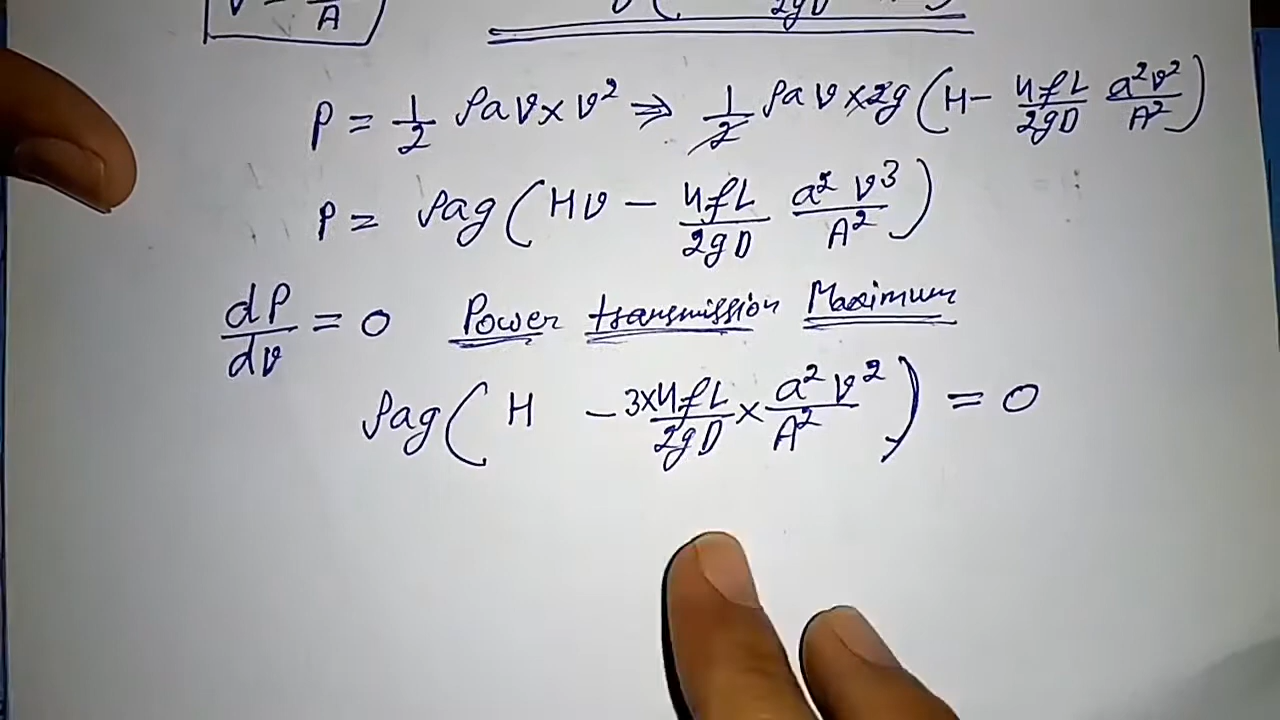 A 2gD
P = 1/2 ρav×v² ⇒ 1/2 ρav×2g(H - 4fL/2gD a²v²/A²)
P = ρag(Hv - 4fL/2gD a²v³/A²)
dP/dv = 0 Power transmission Maximum
ρag(H - 3×4fL/2gD × a²v²/A²) = 0